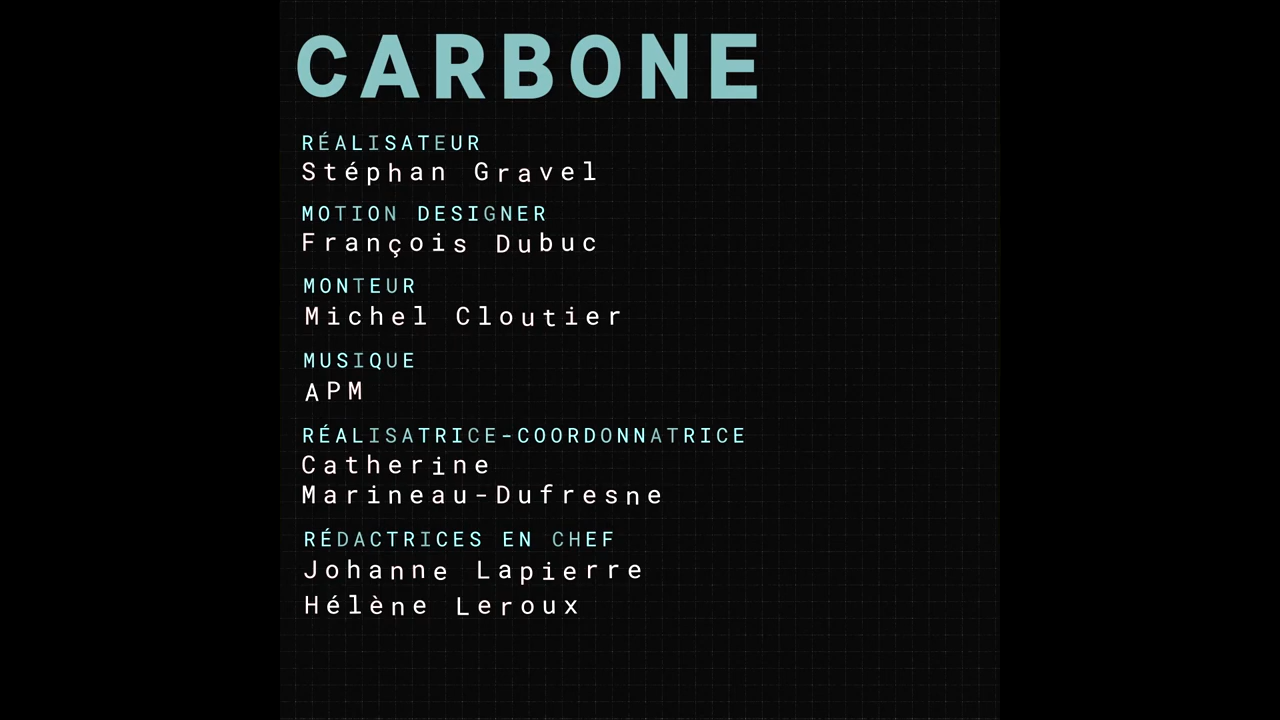 CARBONE
RÉALISATEUR
Stéphan Gravel
MOTION DESIGNER
François Dubuc
MONTEUR
Michel Cloutier
MUSIQUE
APM
RÉALISATRICE-COORDONNATRICE
Catherine
Marineau-Dufresne
RÉDACTRICES EN CHEF
Johanne Lapierre
Hélène Leroux